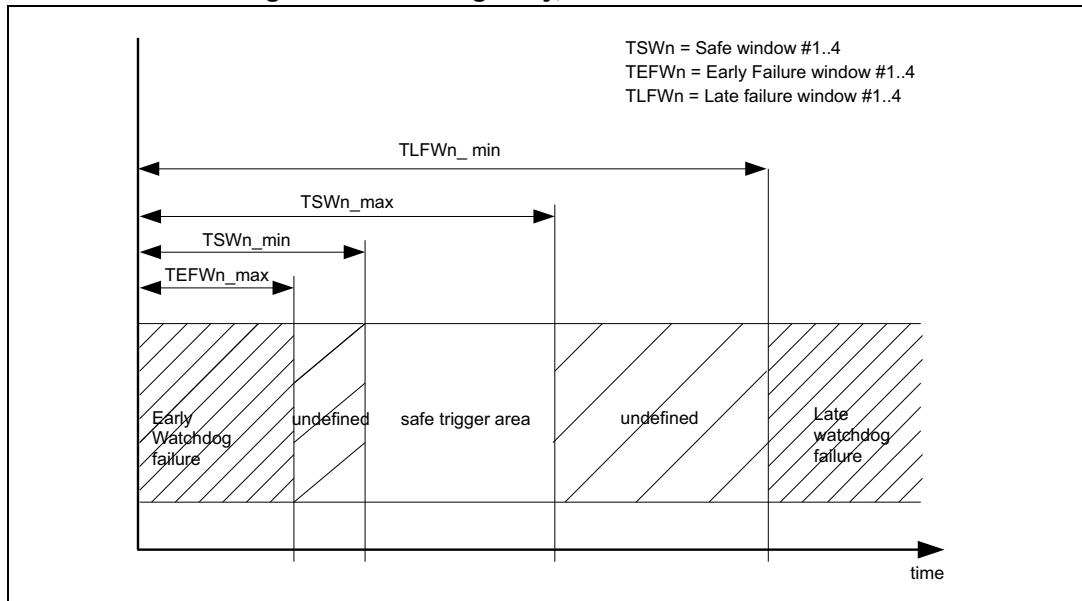 TSWn = Safe window #1..4
TEFWn = Early Failure window #1..4
TLFWn = Late failure window #1..4
TLFWn_ min
TSWn_max
TSWn_min
TEFWn_max
Early
Watchdog
failure
undefined
safe trigger area
undefined
Late
watchdog
failure
time